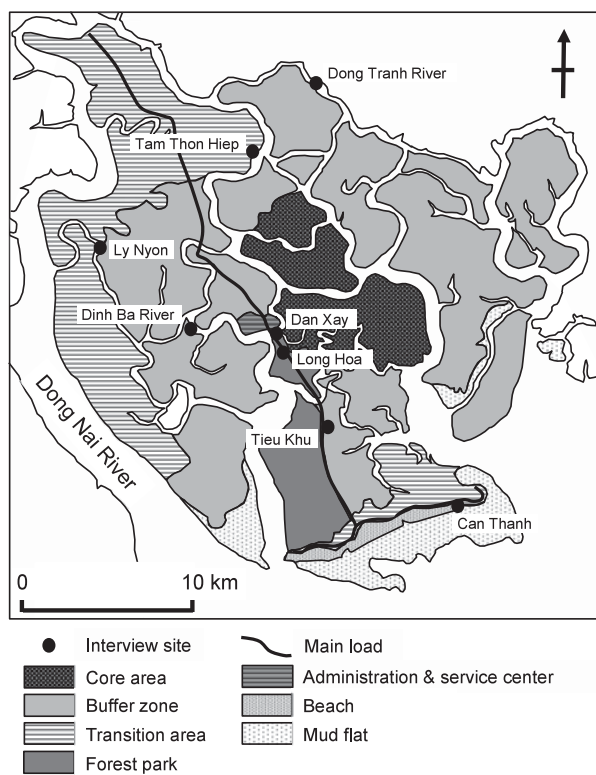 Dong Tranh River
Tam Thon Hiep
Ly Nyon
Dinh Ba River
Dan Xay
Long Hoa
Dong Nai River
Tieu Khu
Can Thanh
0 10 km
Interview site
Main load
Core area
Administration & service center
Buffer zone
Beach
Transition area
Mud flat
Forest park